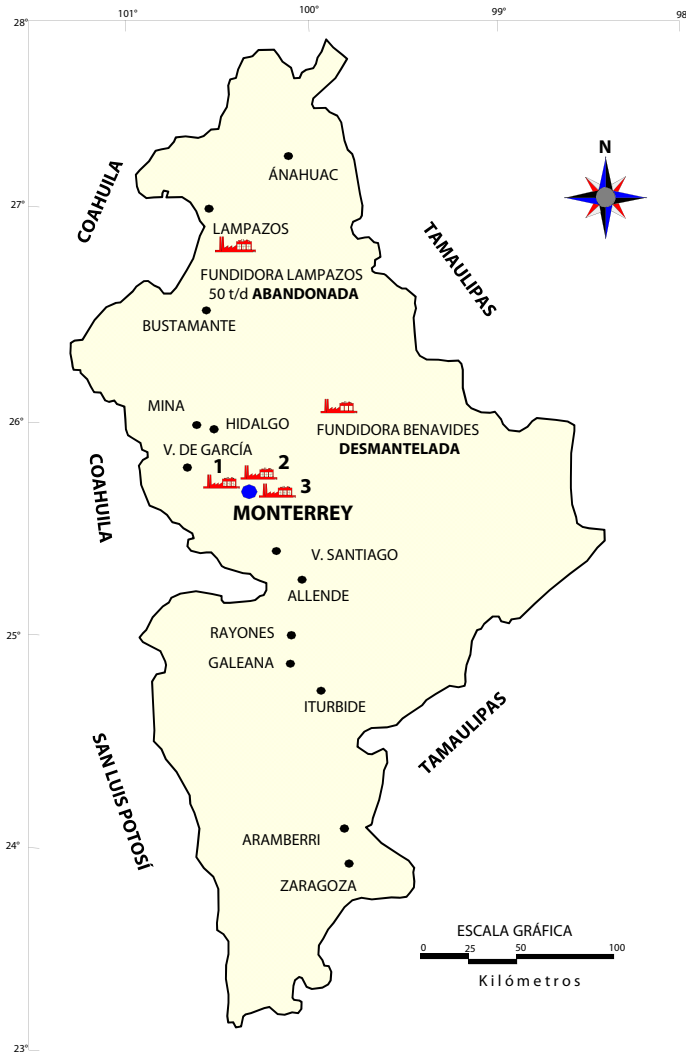 101°
100°
99°
98
28°
N
COAHUILA
ÁNAHUAC
27°
LAMPAZOS
TAMAULIPAS
FUNDIDORA LAMPAZOS
50 t/d ABANDONADA
BUSTAMANTE
MINA
26°
HIDALGO
FUNDIDORA BENAVIDES
DESMANTELADA
V. DE GARCÍA
COAHUILA
1
2
3
MONTERREY
V. SANTIAGO
ALLENDE
25°
RAYONES
GALEANA
ITURBIDE
TAMAULIPAS
SAN LUIS POTOSÍ
ARAMBERRI
24°
ZARAGOZA
ESCALA GRÁFICA
0 25 50 100
Kilómetros
23°